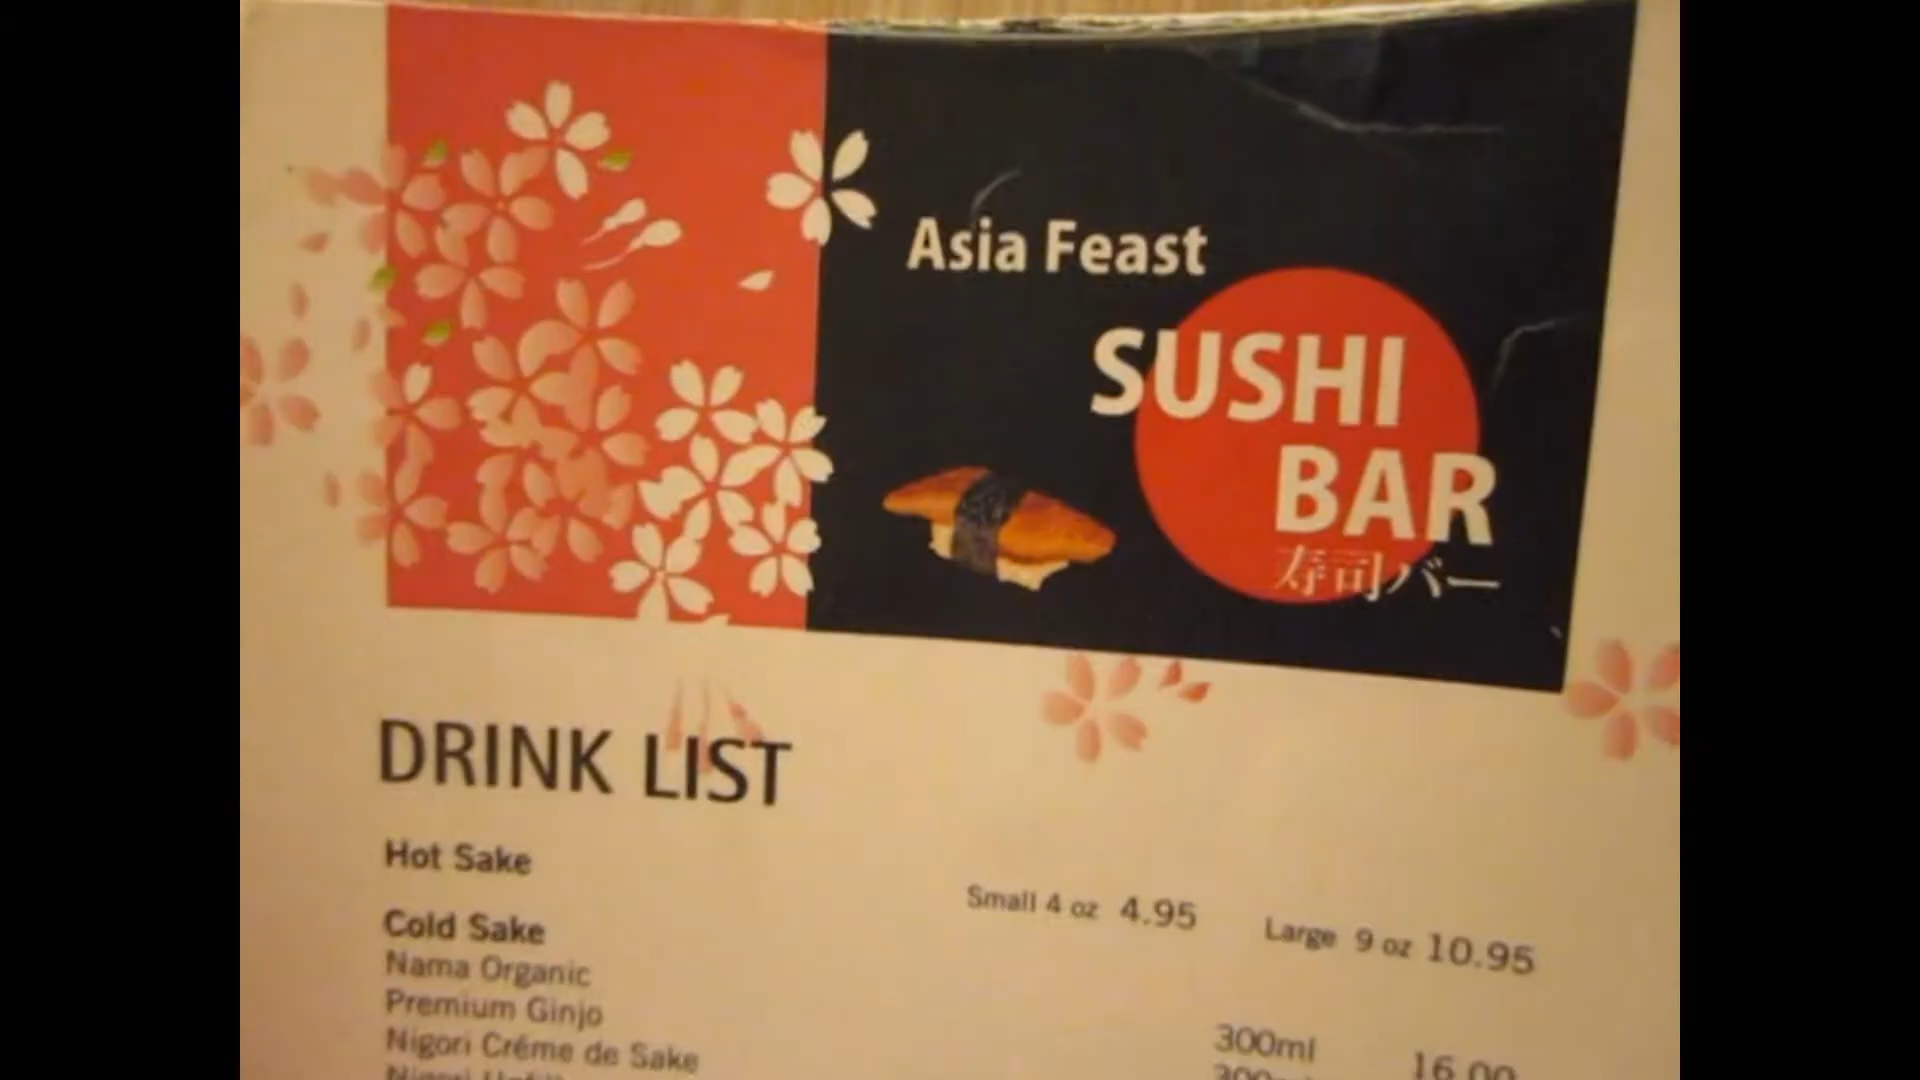 Asia Feast
SUSHI
BAR
寿司バー
DRINK LIST
Hot Sake
Small 4 oz 4.95 Large 9 oz 10.95
Cold Sake
Nama Organic
300ml 16.00
Premium Ginjo
Nigori Créme de Sake
Nigori